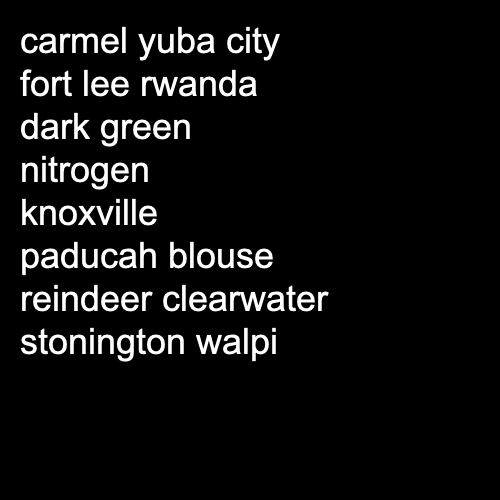 carmel yuba city
fort lee rwanda
dark green
nitrogen
knoxville
paducah blouse
reindeer clearwater
stonington walpi